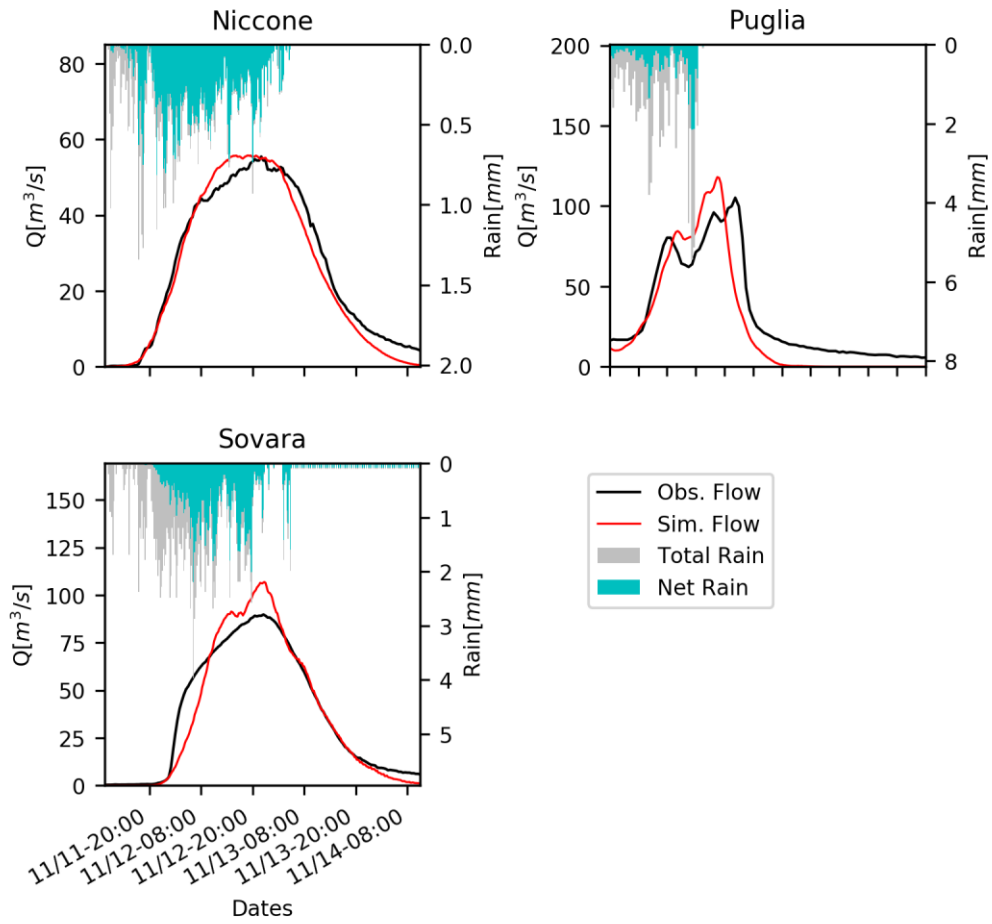 Niccone
Puglia
80
60
40
20
0
Q[m³/s]
0.0
0.5
1.0
1.5
2.0
Rain[mm]
200
150
100
50
0
Q[m³/s]
0
2
4
6
8
Rain[mm]
Sovara
150
125
100
75
50
25
0
Q[m³/s]
0
1
2
3
4
5
Rain[mm]
11/11-20:00
11/12-08:00
11/12-20:00
11/13-08:00
11/13-20:00
11/14-08:00
Dates
Obs. Flow
Sim. Flow
Total Rain
Net Rain